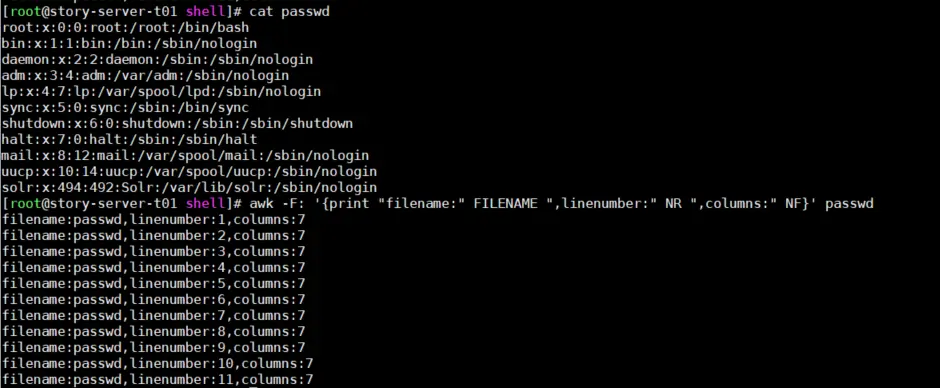 [root@story-server-t01 shell]# cat passwd
root:x:0:0:root:/root:/bin/bash
bin:x:1:1:bin:/bin:/sbin/nologin
daemon:x:2:2:daemon:/sbin:/sbin/nologin
adm:x:3:4:adm:/var/adm:/sbin/nologin
lp:x:4:7:lp:/var/spool/lpd:/sbin/nologin
sync:x:5:0:sync:/sbin:/bin/sync
shutdown:x:6:0:shutdown:/sbin:/sbin/shutdown
halt:x:7:0:halt:/sbin:/sbin/halt
mail:x:8:12:mail:/var/spool/mail:/sbin/nologin
uucp:x:10:14:uucp:/var/spool/uucp:/sbin/nologin
solr:x:494:492:Solr:/var/lib/solr:/sbin/nologin
[root@story-server-t01 shell]# awk -F: '{print "filename:" FILENAME ",linenumber:" NR ",columns:" NF}' passwd
filename:passwd,linenumber:1,columns:7
filename:passwd,linenumber:2,columns:7
filename:passwd,linenumber:3,columns:7
filename:passwd,linenumber:4,columns:7
filename:passwd,linenumber:5,columns:7
filename:passwd,linenumber:6,columns:7
filename:passwd,linenumber:7,columns:7
filename:passwd,linenumber:8,columns:7
filename:passwd,linenumber:9,columns:7
filename:passwd,linenumber:10,columns:7
filename:passwd,linenumber:11,columns:7